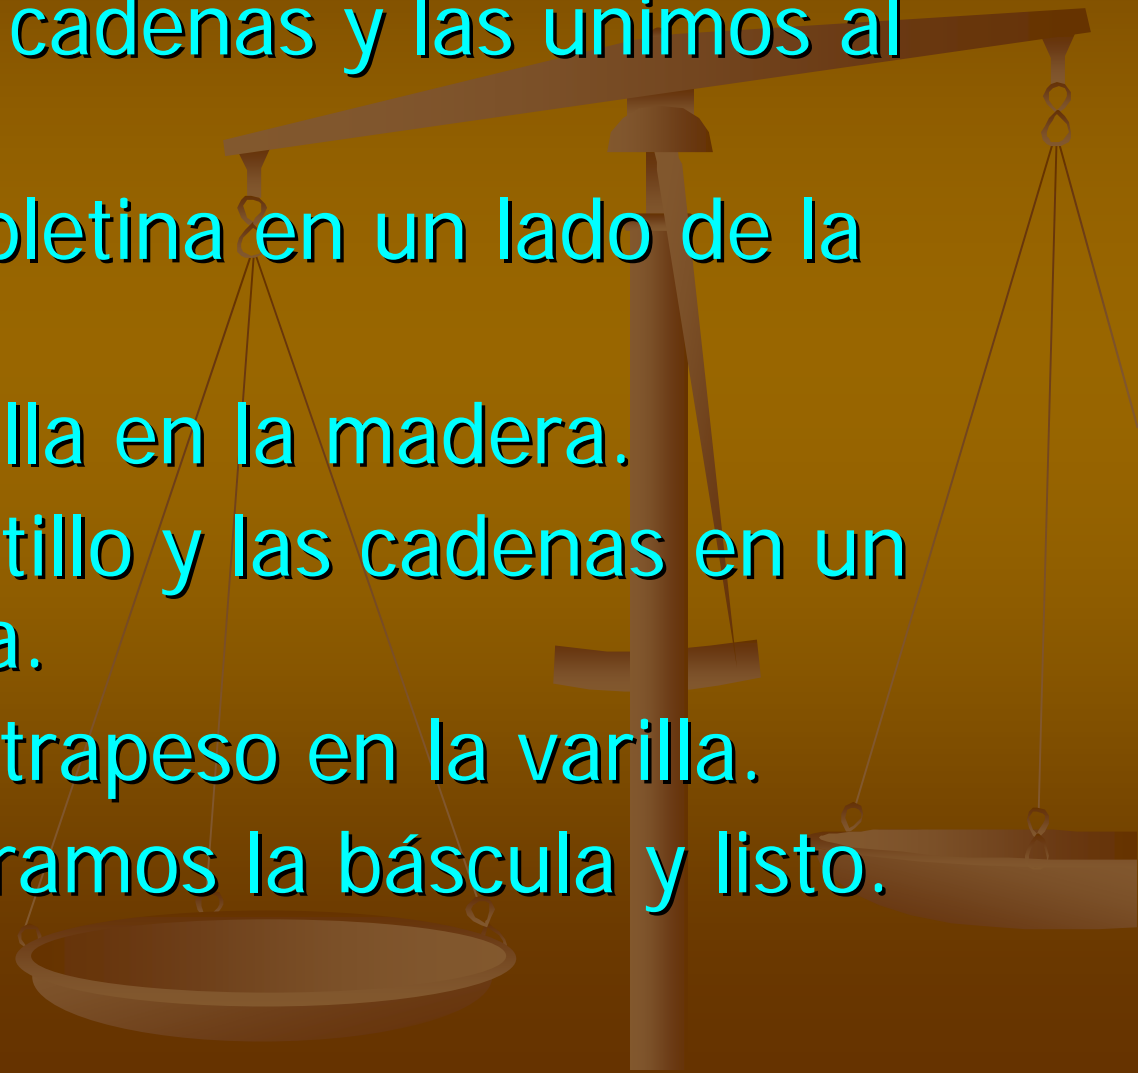 cadenas y las unimos al
pletina en un lado de la
lla en la madera.
tillo y las cadenas en un
a.
trapeso en la varilla.
ramos la báscula y listo.